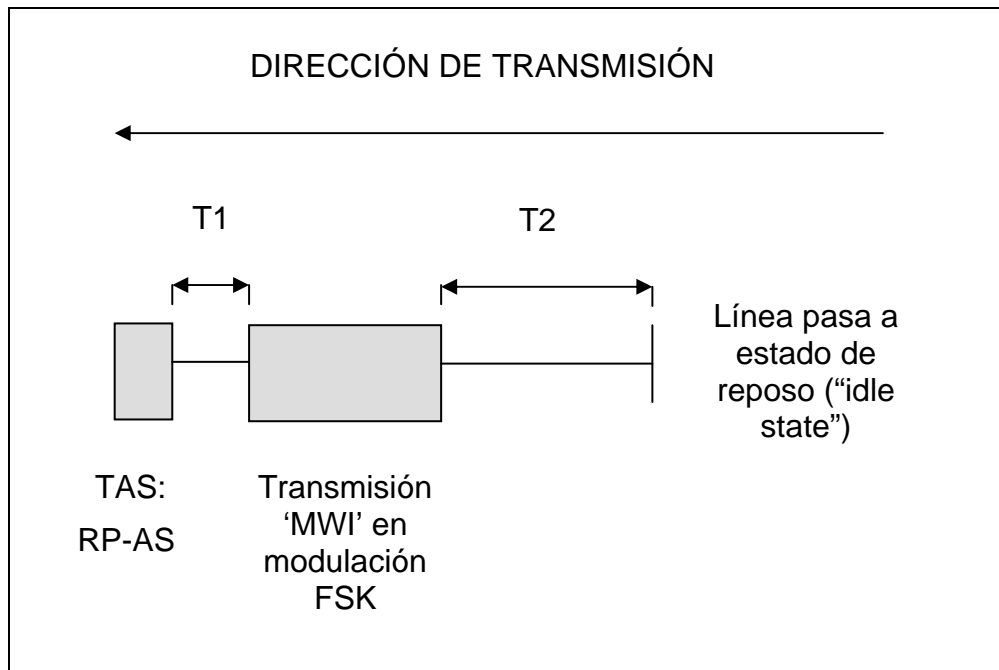 DIRECCIÓN DE TRANSMISIÓN
T1
T2
Línea pasa a
estado de
reposo (“idle
state”)
TAS:
RP-AS
Transmisión
‘MWI’ en
modulación
FSK